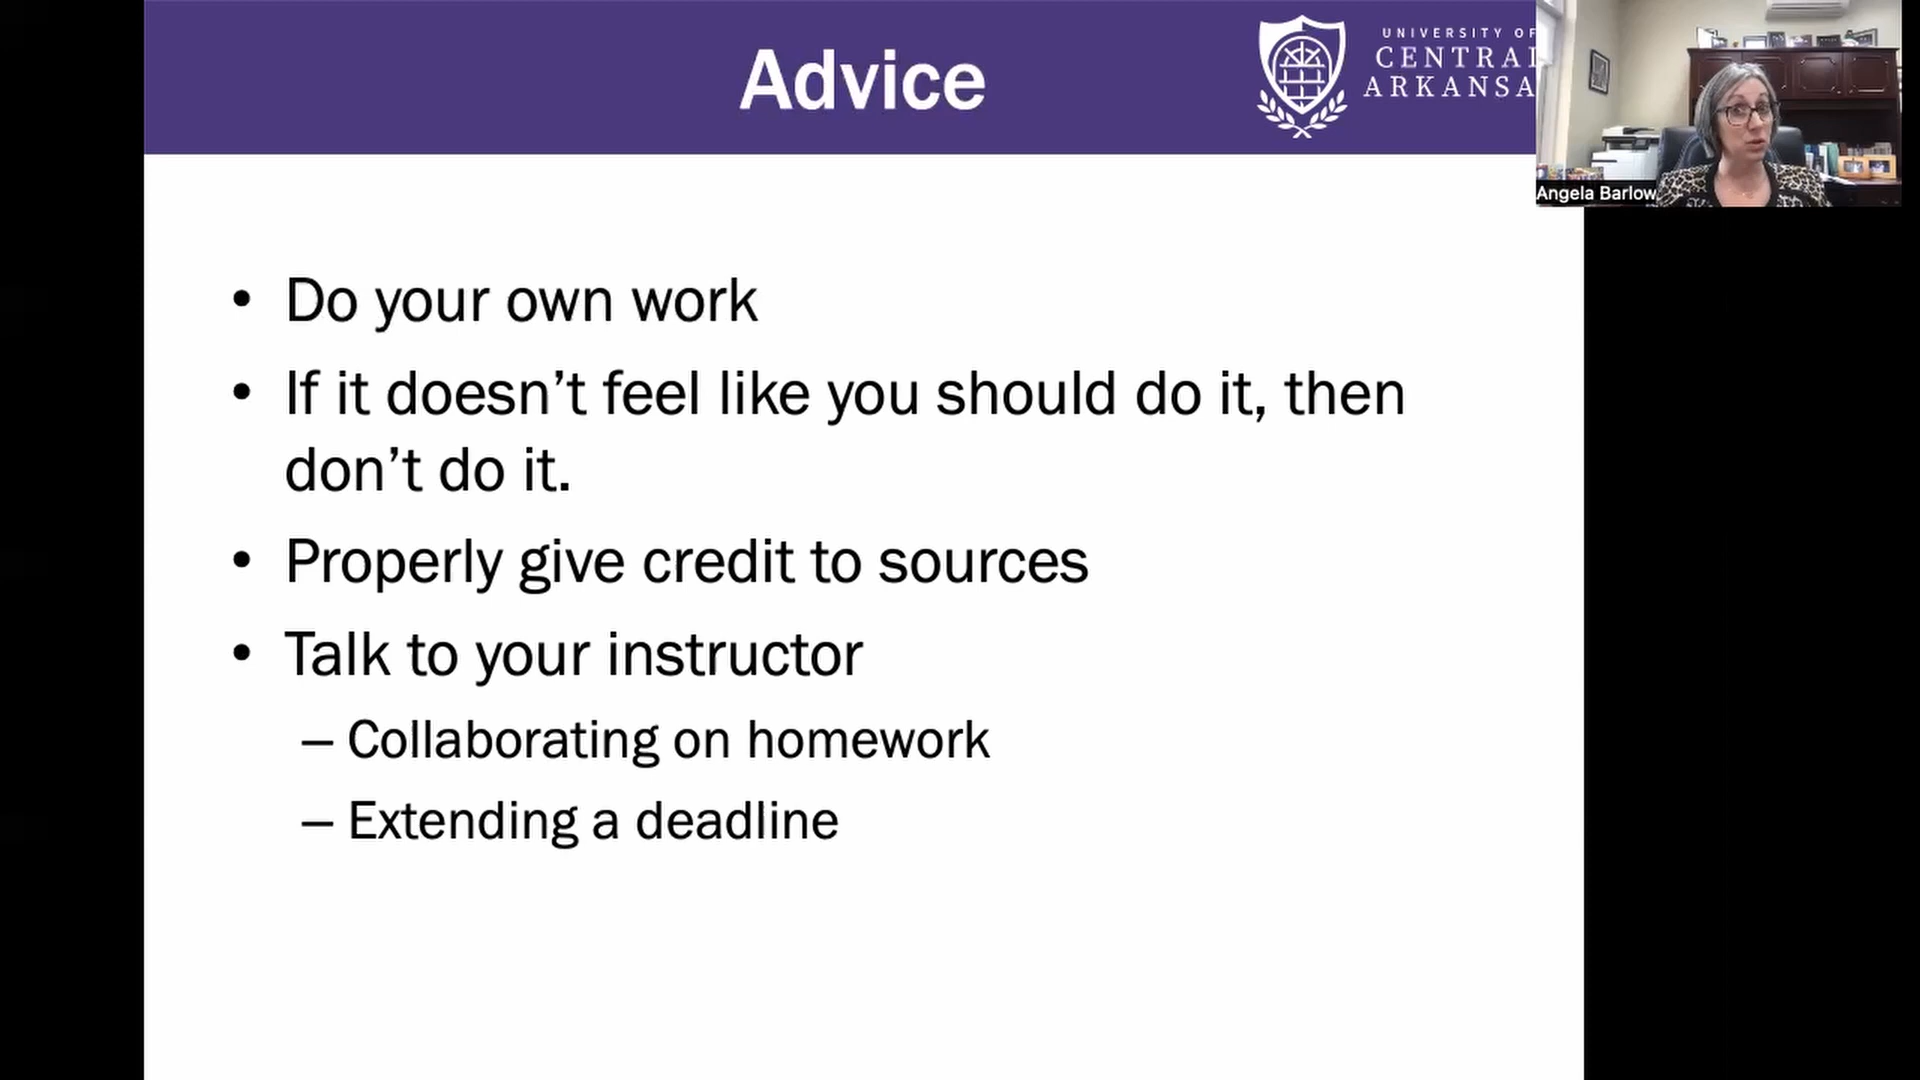 Advice
UNIVERSITY OF
CENTRAL
ARKANSA
Angela Barlow
• Do your own work
• If it doesn’t feel like you should do it, then
don’t do it.
• Properly give credit to sources
• Talk to your instructor
– Collaborating on homework
– Extending a deadline